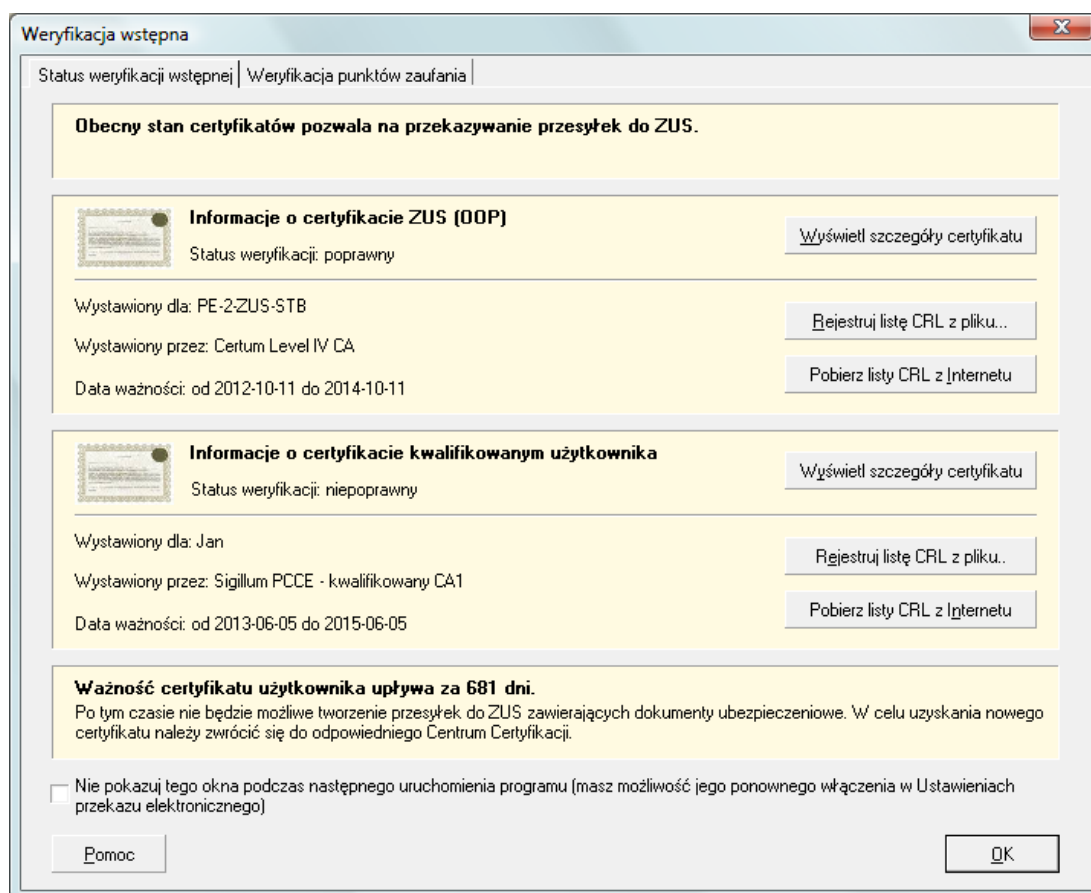 Weryfikacja wstępna
Status weryfikacji wstępnej
Weryfikacja punktów zaufania
Obecny stan certyfikatów pozwala na przekazywanie przesyłek do ZUS.
Informacje o certyfikacie ZUS (OOP)
Status weryfikacji: poprawny
Wyświetl szczegóły certyfikatu
Wystawiony dla: PE-2-ZUS-STB
Rejestruj listę CRL z pliku...
Wystawiony przez: Certum Level IV CA
Pobierz listy CRL z Internetu
Data ważności: od 2012-10-11 do 2014-10-11
Informacje o certyfikacie kwalifikowanym użytkownika
Status weryfikacji: niepoprawny
Wyświetl szczegóły certyfikatu
Wystawiony dla: Jan
Rejestruj listę CRL z pliku..
Wystawiony przez: Sigillum PCCE - kwalifikowany CA1
Pobierz listy CRL z Internetu
Data ważności: od 2013-06-05 do 2015-06-05
Ważność certyfikatu użytkownika upływa za 681 dni.
Po tym czasie nie będzie możliwe tworzenie przesyłek do ZUS zawierających dokumenty ubezpieczeniowe. W celu uzyskania nowego
certyfikatu należy zwrócić się do odpowiedniego Centrum Certyfikacji.
Nie pokazuj tego okna podczas następnego uruchomienia programu (masz możliwość jego ponownego włączenia w Ustawieniach
przekazu elektronicznego)
Pomoc
OK